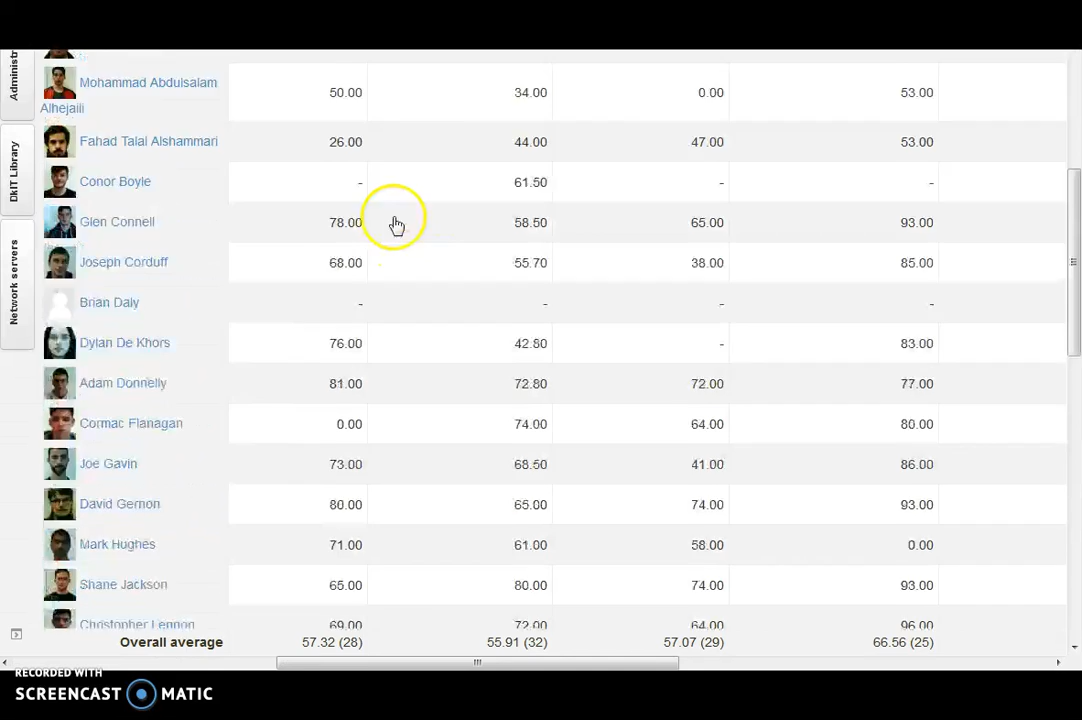 Administr
DkIT Library
Network servers
Mohammad Abdulsalam
Alhejaili
50.00 34.00 0.00 53.00
Fahad Talal Alshammari 26.00 44.00 47.00 53.00
Conor Boyle - 61.50 - -
Glen Connell 78.00 58.50 65.00 93.00
Joseph Corduff 68.00 55.70 38.00 85.00
Brian Daly - - - -
Dylan De Khors 76.00 42.80 - 83.00
Adam Donnelly 81.00 72.80 72.00 77.00
Cormac Flanagan 0.00 74.00 64.00 80.00
Joe Gavin 73.00 68.50 41.00 86.00
David Gernon 80.00 65.00 74.00 93.00
Mark Hughes 71.00 61.00 58.00 0.00
Shane Jackson 65.00 80.00 74.00 93.00
Christopher Lennon 69.00 72.00 64.00 96.00
Overall average 57.32 (28) 55.91 (32) 57.07 (29) 66.56 (25)
RECORDED WITH
SCREENCAST MATIC